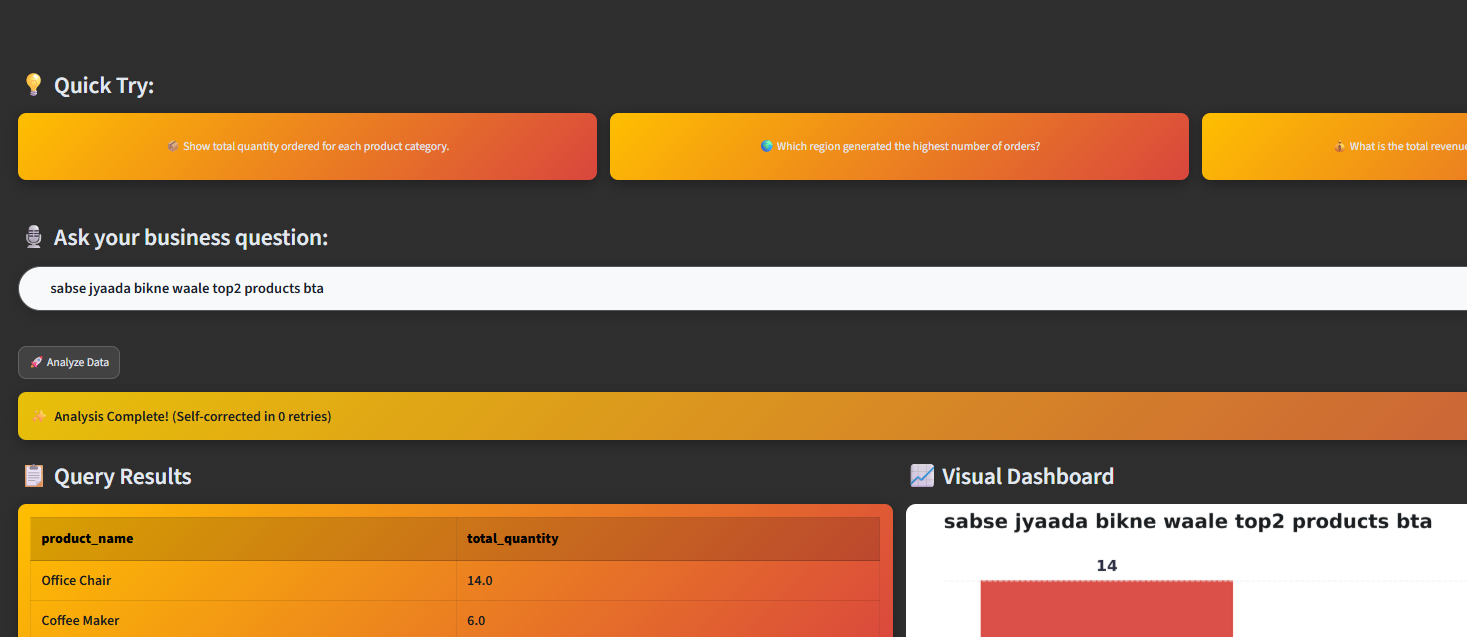 Quick Try:
Show total quantity ordered for each product category.
Which region generated the highest number of orders?
What is the total revenue
Ask your business question:
sabse jyaada bikne waale top2 products bta
Analyze Data
Analysis Complete! (Self-corrected in 0 retries)
Query Results
product_name total_quantity
Office Chair 14.0
Coffee Maker 6.0
Visual Dashboard
sabse jyaada bikne waale top2 products bta
14